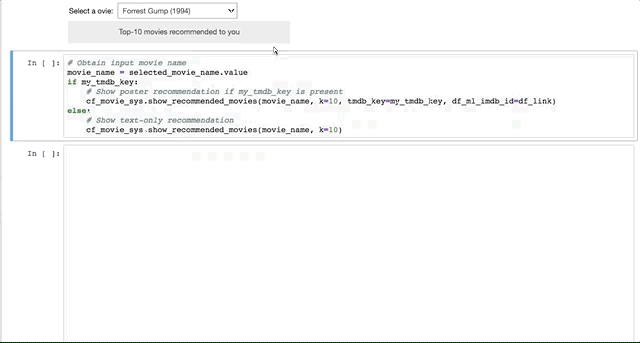 Select a ovie: Forrest Gump (1994)
Top-10 movies recommended to you
In [ ]: # Obtain input movie name
movie_name = selected_movie_name.value
if my_tmdb_key:
# Show poster recommendation if my_tmdb_key is present
cf_movie_sys.show_recommended_movies(movie_name, k=10, tmdb_key=my_tmdb_key, df_ml_imdb_id=df_link)
else:
# Show text-only recommendation
cf_movie_sys.show_recommended_movies(movie_name, k=10)
In [ ]: